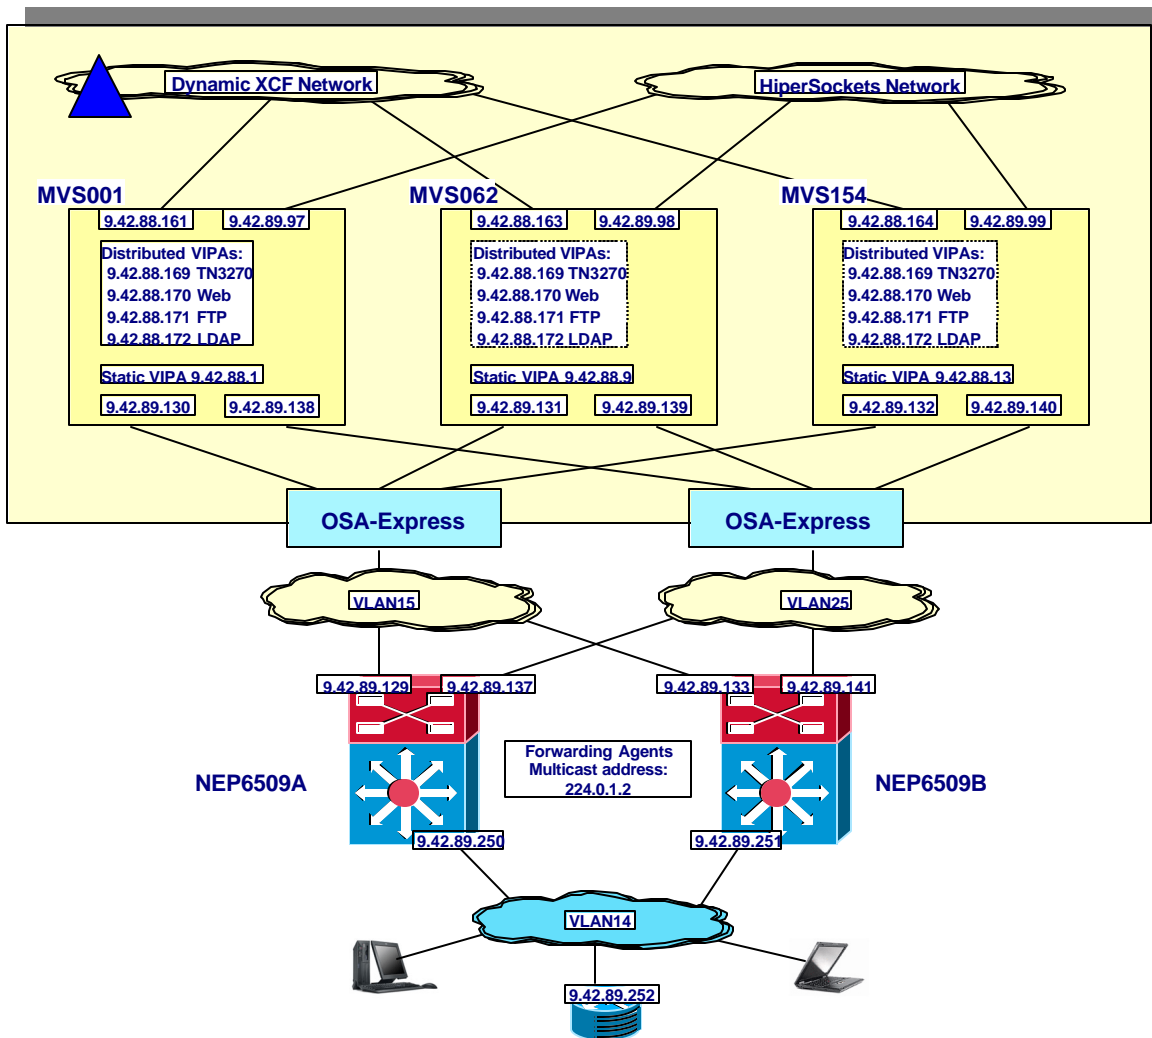 Dynamic XCF Network
HiperSockets Network
MVS001
MVS062
MVS154
9.42.88.161
9.42.89.97
9.42.88.163
9.42.89.98
9.42.88.164
9.42.89.99
Distributed VIPAs:
9.42.88.169 TN3270
9.42.88.170 Web
9.42.88.171 FTP
9.42.88.172 LDAP
Distributed VIPAs:
9.42.88.169 TN3270
9.42.88.170 Web
9.42.88.171 FTP
9.42.88.172 LDAP
Distributed VIPAs:
9.42.88.169 TN3270
9.42.88.170 Web
9.42.88.171 FTP
9.42.88.172 LDAP
Static VIPA 9.42.88.1
Static VIPA 9.42.88.9
Static VIPA 9.42.88.13
9.42.89.130
9.42.89.138
9.42.89.131
9.42.89.139
9.42.89.132
9.42.89.140
OSA-Express
OSA-Express
VLAN15
VLAN25
9.42.89.129
9.42.89.137
9.42.89.133
9.42.89.141
Forwarding Agents
Multicast address:
224.0.1.2
NEP6509A
NEP6509B
9.42.89.250
9.42.89.251
VLAN14
9.42.89.252